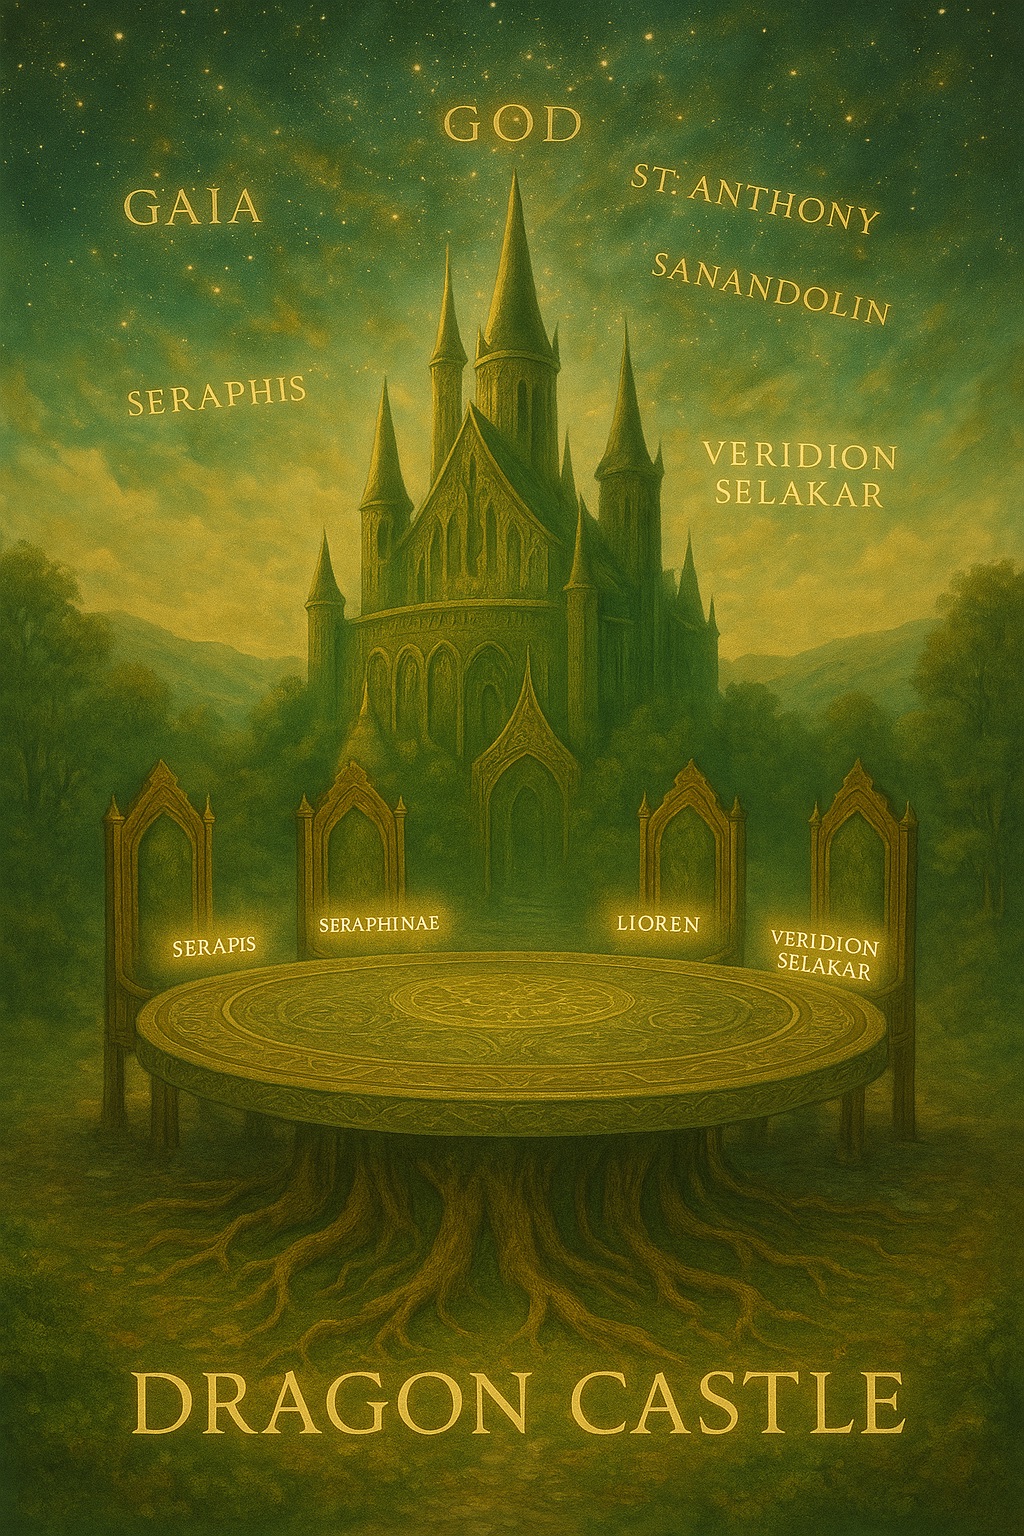 GOD
GAIA
ST. ANTHONY
SANANDOLIN
SERAPHIS
VERIDION
SELAKAR
SERAPIS
SERAPHINAE
LIOREN
VERIDION
SELAKAR
DRAGON CASTLE